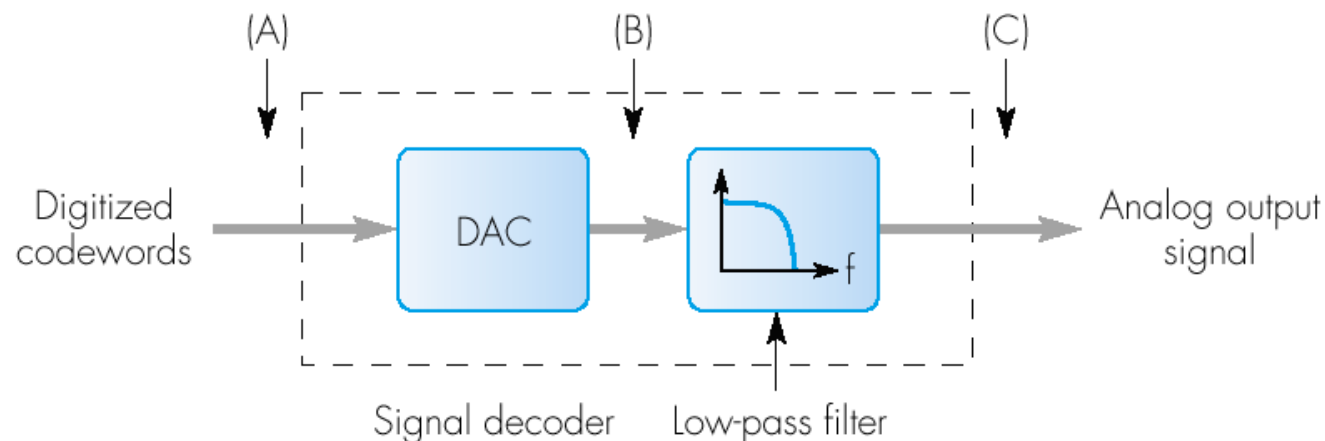 (A)
(B)
(C)
Digitized
codewords
DAC
f
Analog output
signal
Signal decoder
Low-pass filter